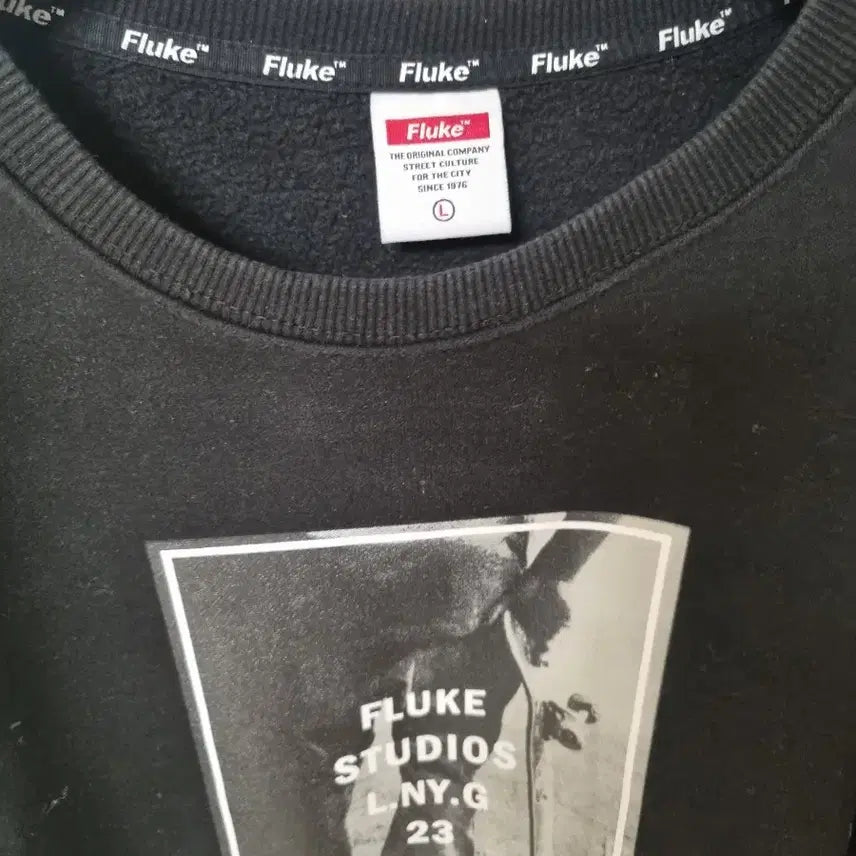 uke™
Fluke™
Fluke™
Fluke™
Fluke™
Fluke™
Fluke™
THE ORIGINAL COMPANY
STREET CULTURE
FOR THE CITY
SINCE 1976
L
FLUKE
STUDIOS
L.NY.G
23